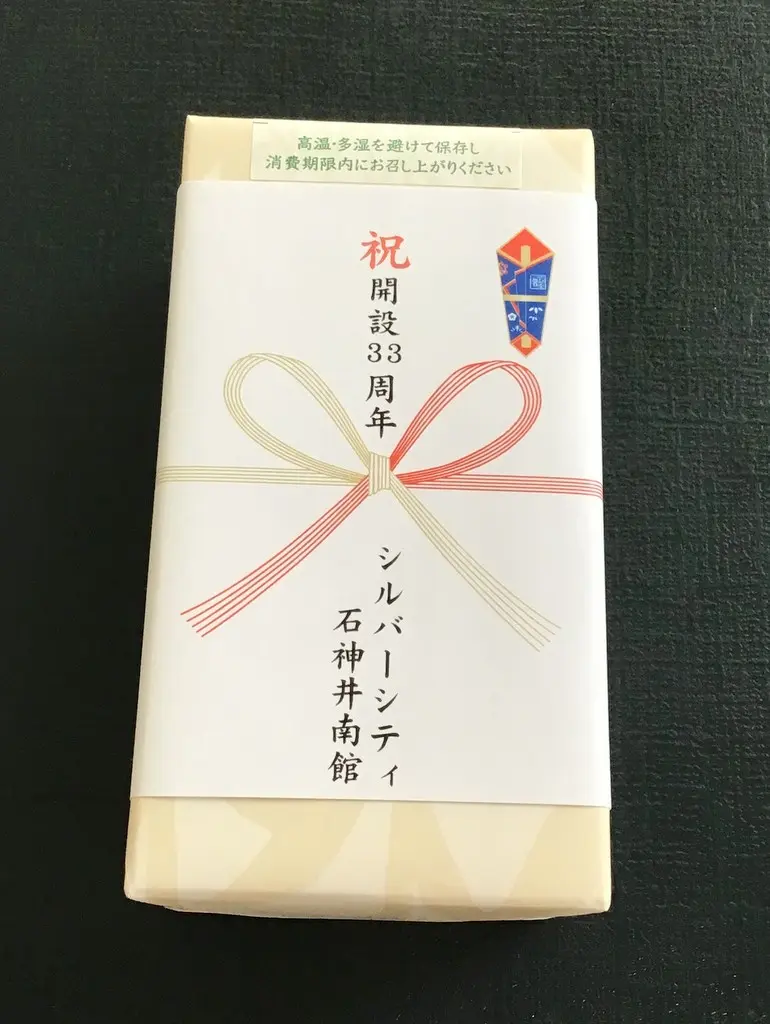 高温・多湿を避けて保存し
消費期限内にお召し上がりください
祝開設33周年
シルバーシティ
石神井南館